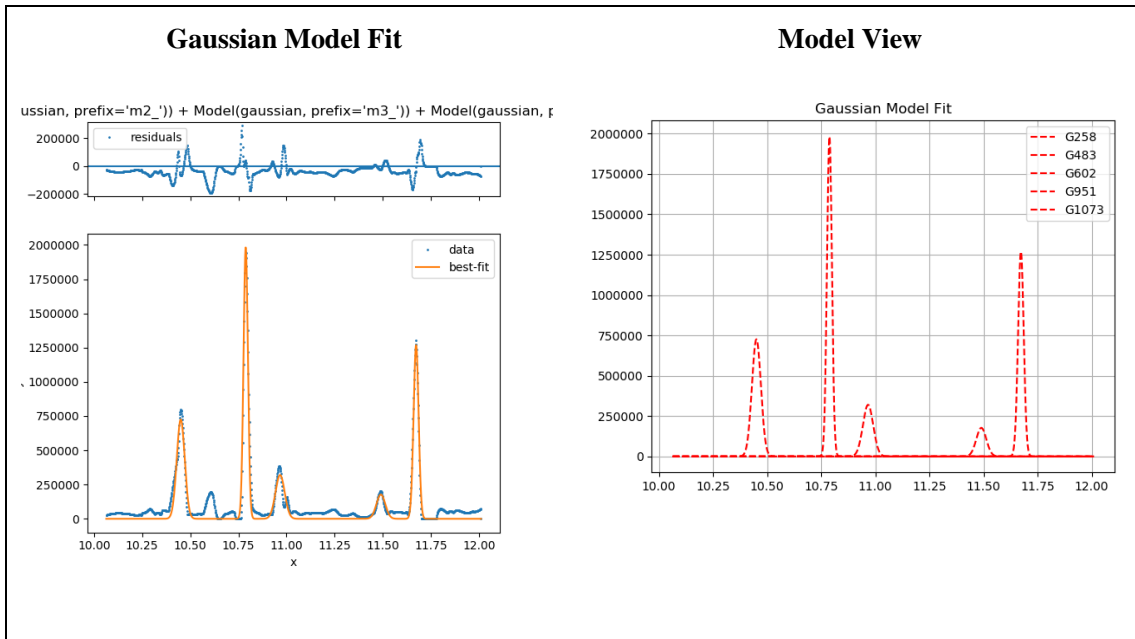 Gaussian Model Fit
Model View
ussian, prefix='m2_')) + Model(gaussian, prefix='m3_')) + Model(gaussian, p
residuals
200000
0
−200000
data
best-fit
2000000
1750000
1500000
1250000
1000000
750000
500000
250000
0
10.00 10.25 10.50 10.75 11.00 11.25 11.50 11.75 12.00
x
Gaussian Model Fit
G258
G483
G602
G951
G1073
2000000
1750000
1500000
1250000
1000000
750000
500000
250000
0
10.00 10.25 10.50 10.75 11.00 11.25 11.50 11.75 12.00